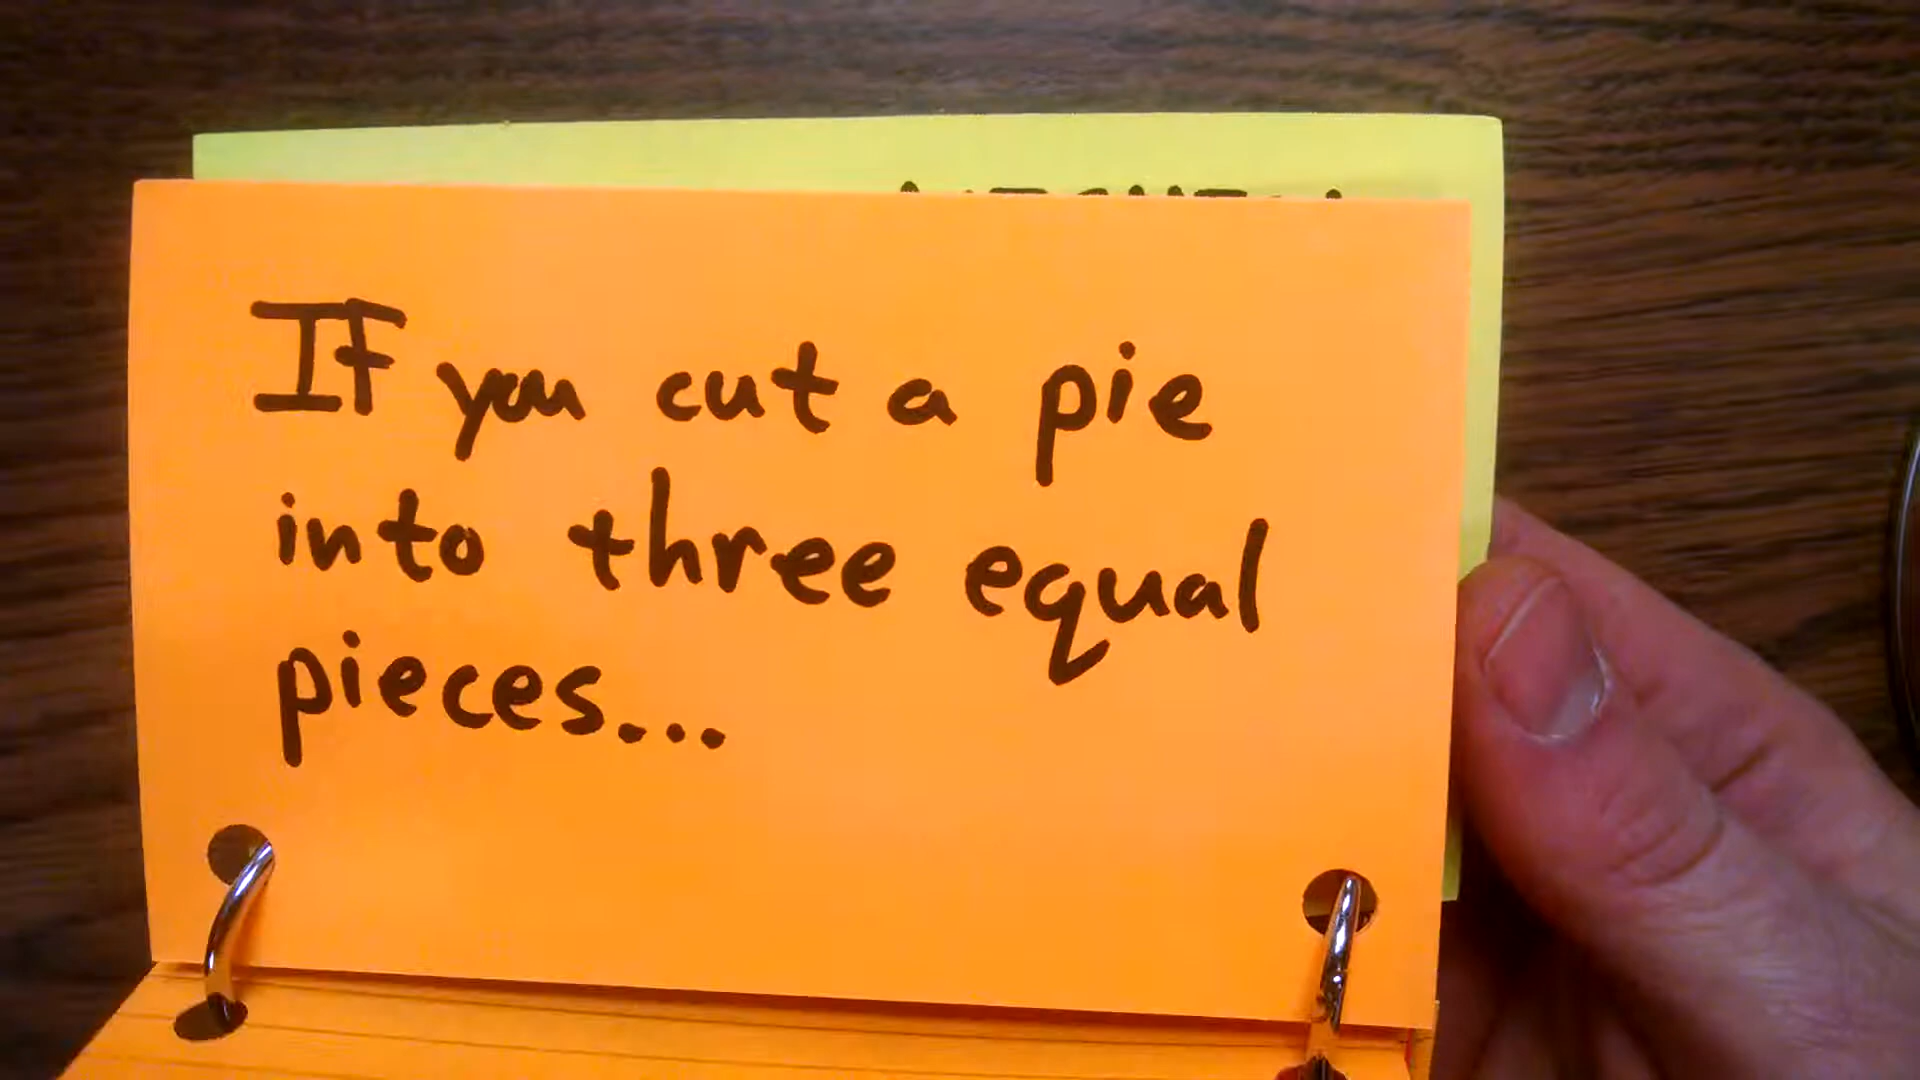 If you cut a pie
into three equal
pieces...